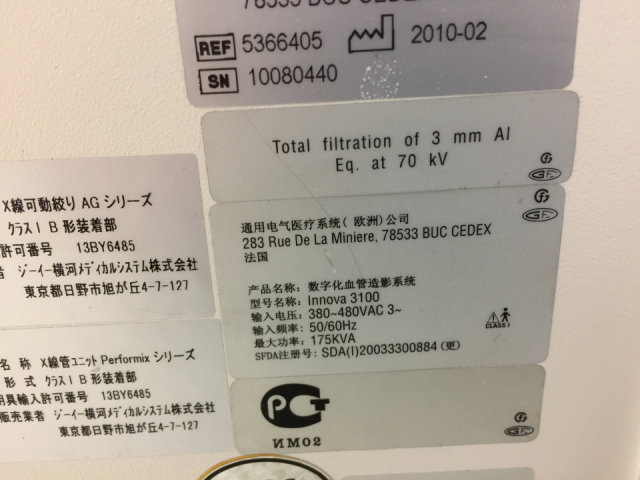 78533 BUC CEDEX
REF 5366405 2010-02
SN 10080440
Total filtration of 3 mm Al
Eq. at 70 kV
X線可動絞り AG シリーズ
クラスI B 形装着部
許可番号 13BY6485
者 ジーイー横河メディカルシステム株式会社
東京都日野市旭が丘4-7-127
名 称 X線管ユニット Performix シリーズ
形 式 クラスI B 形装着部
用具輸入許可番号 13BY6485
販売業者 ジーイー横河メディカルシステム株式会社
東京都日野市旭が丘4-7-127
通用电气医疗系统( 欧洲)公司
283 Rue De La Miniere, 78533 BUC CEDEX
法国
产品名称: 数字化血管造影系统
型号名称: Innova 3100
输入电压: 380~480VAC 3~
输入频率: 50/60Hz
最大功率: 175KVA
SFDA注册号: SDA(I)20033300884 (更)
CLASS I
РСТ
ИМ02